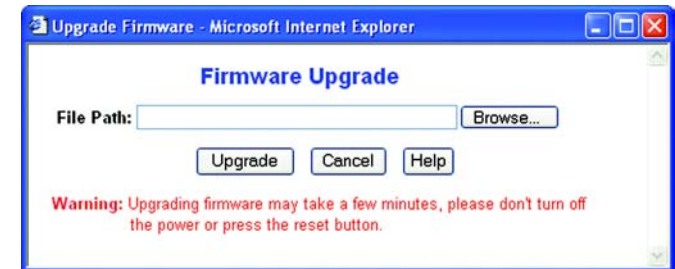 Upgrade Firmware - Microsoft Internet Explorer
Firmware Upgrade
File Path: Browse...
Upgrade Cancel Help
Warning: Upgrading firmware may take a few minutes, please don't turn off
the power or press the reset button.